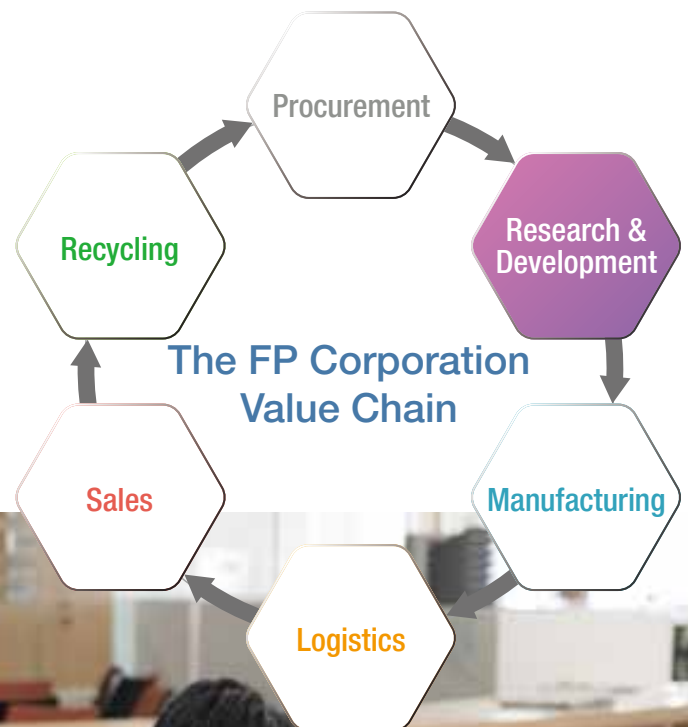 Procurement
Research &
Development
Recycling
The FP Corporation
Value Chain
Sales
Manufacturing
Logistics